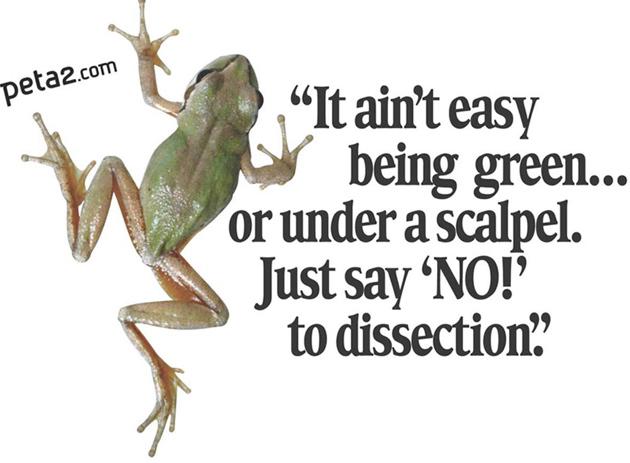 peta2.com
“It ain’t easy
being green...
or under a scalpel.
Just say ‘NO!’
to dissection.”